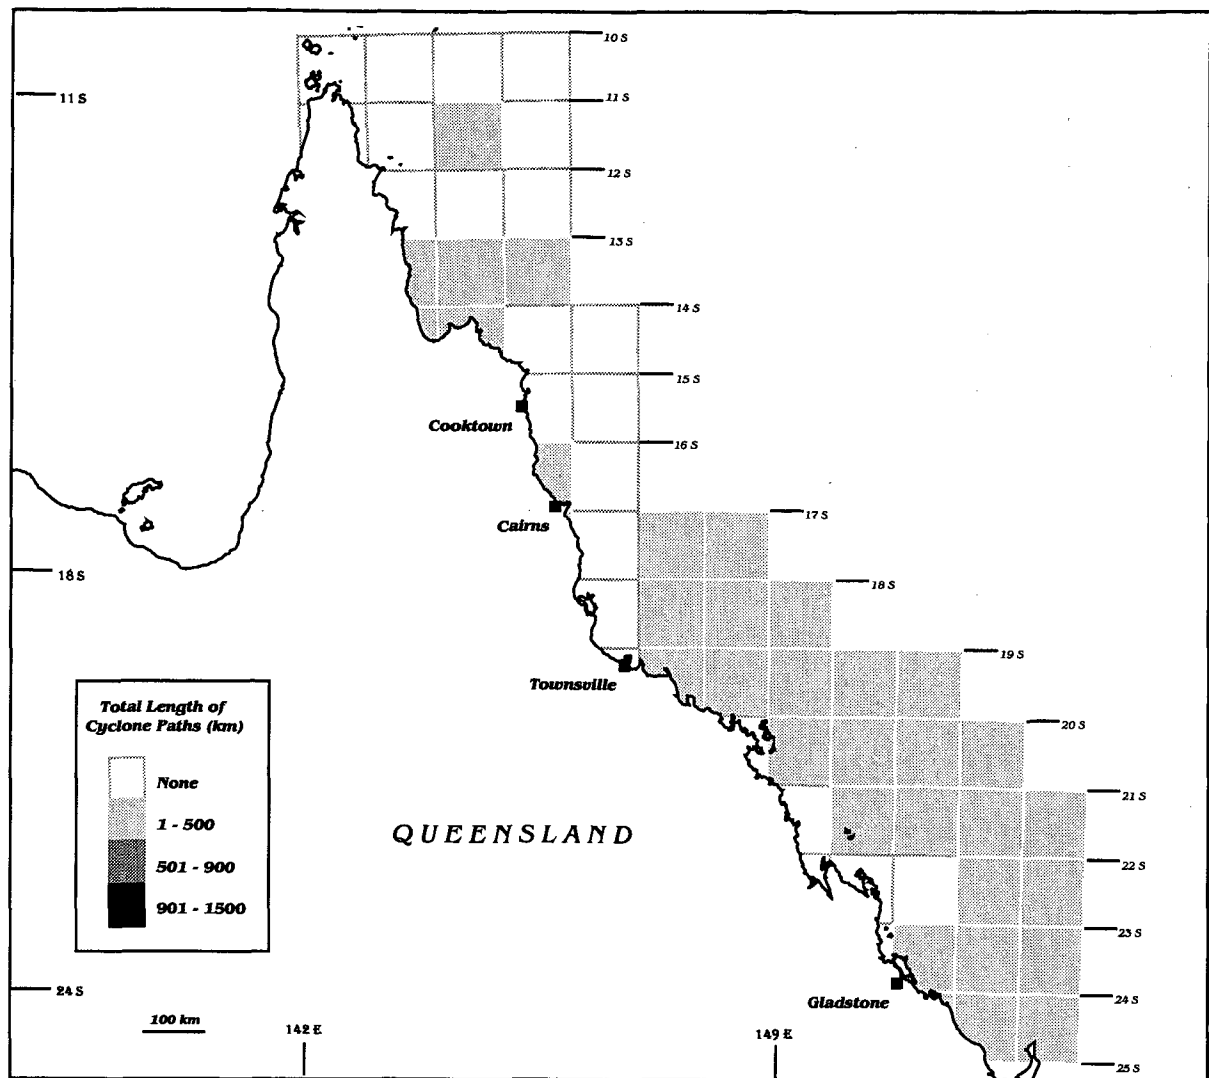 10 S
11 S
11 S
12 S
13 S
14 S
15 S
Cooktown
16 S
Cairns
17 S
18 S
18 S
19 S
Townsville
Total Length of
Cyclone Paths (km)
None
1 - 500
501 - 900
901 - 1500
20 S
21 S
QUEENSLAND
22 S
23 S
24 S
24 S
Gladstone
100 km
142 E
149 E
25 S